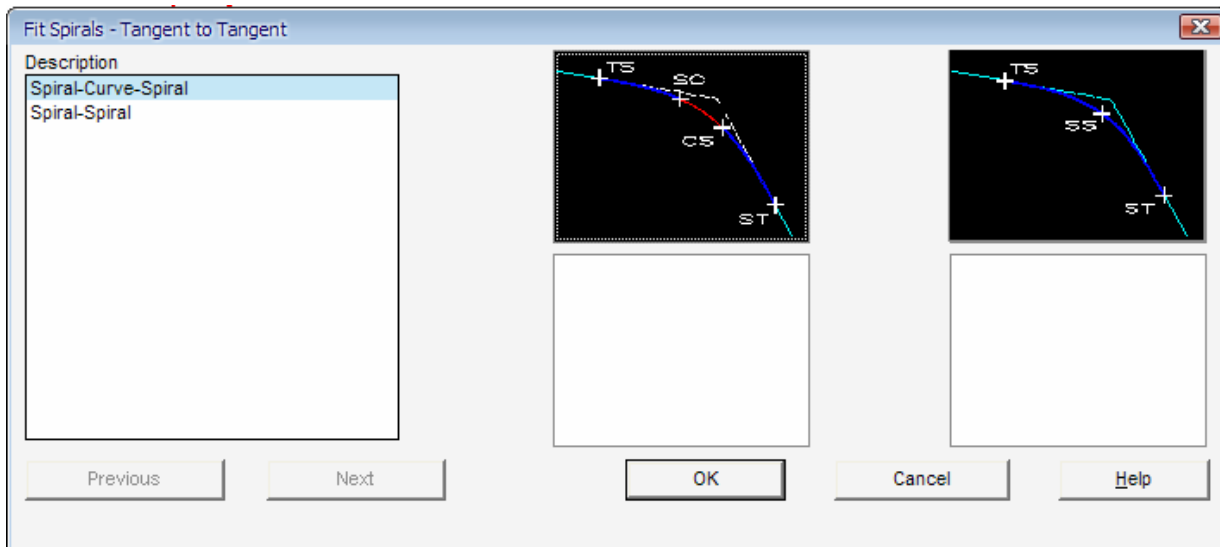 Fit Spirals - Tangent to Tangent
Description
Spiral-Curve-Spiral
Spiral-Spiral
TS
SC
CS
ST
TS
SS
ST
Previous
Next
OK
Cancel
Help